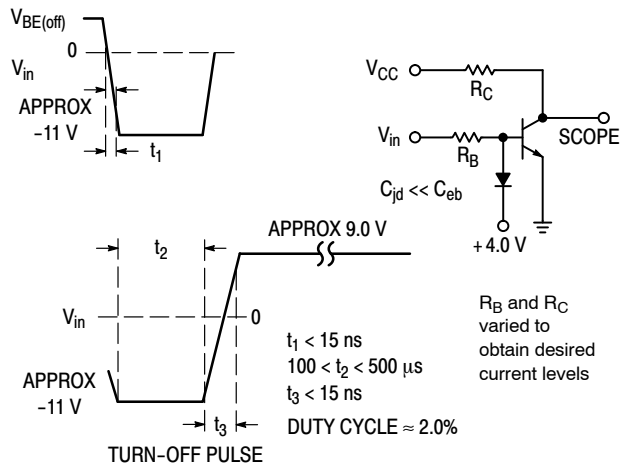 V_BE(off)
0
V_in
APPROX
−11 V
t_1
V_CC
R_C
V_in
R_B
SCOPE
C_jd << C_eb
+4.0 V
APPROX 9.0 V
t_2
V_in
0
APPROX
−11 V
t_3
TURN−OFF PULSE
t_1 < 15 ns
100 < t_2 < 500 μs
t_3 < 15 ns
DUTY CYCLE ≈ 2.0%
R_B and R_C
varied to
obtain desired
current levels